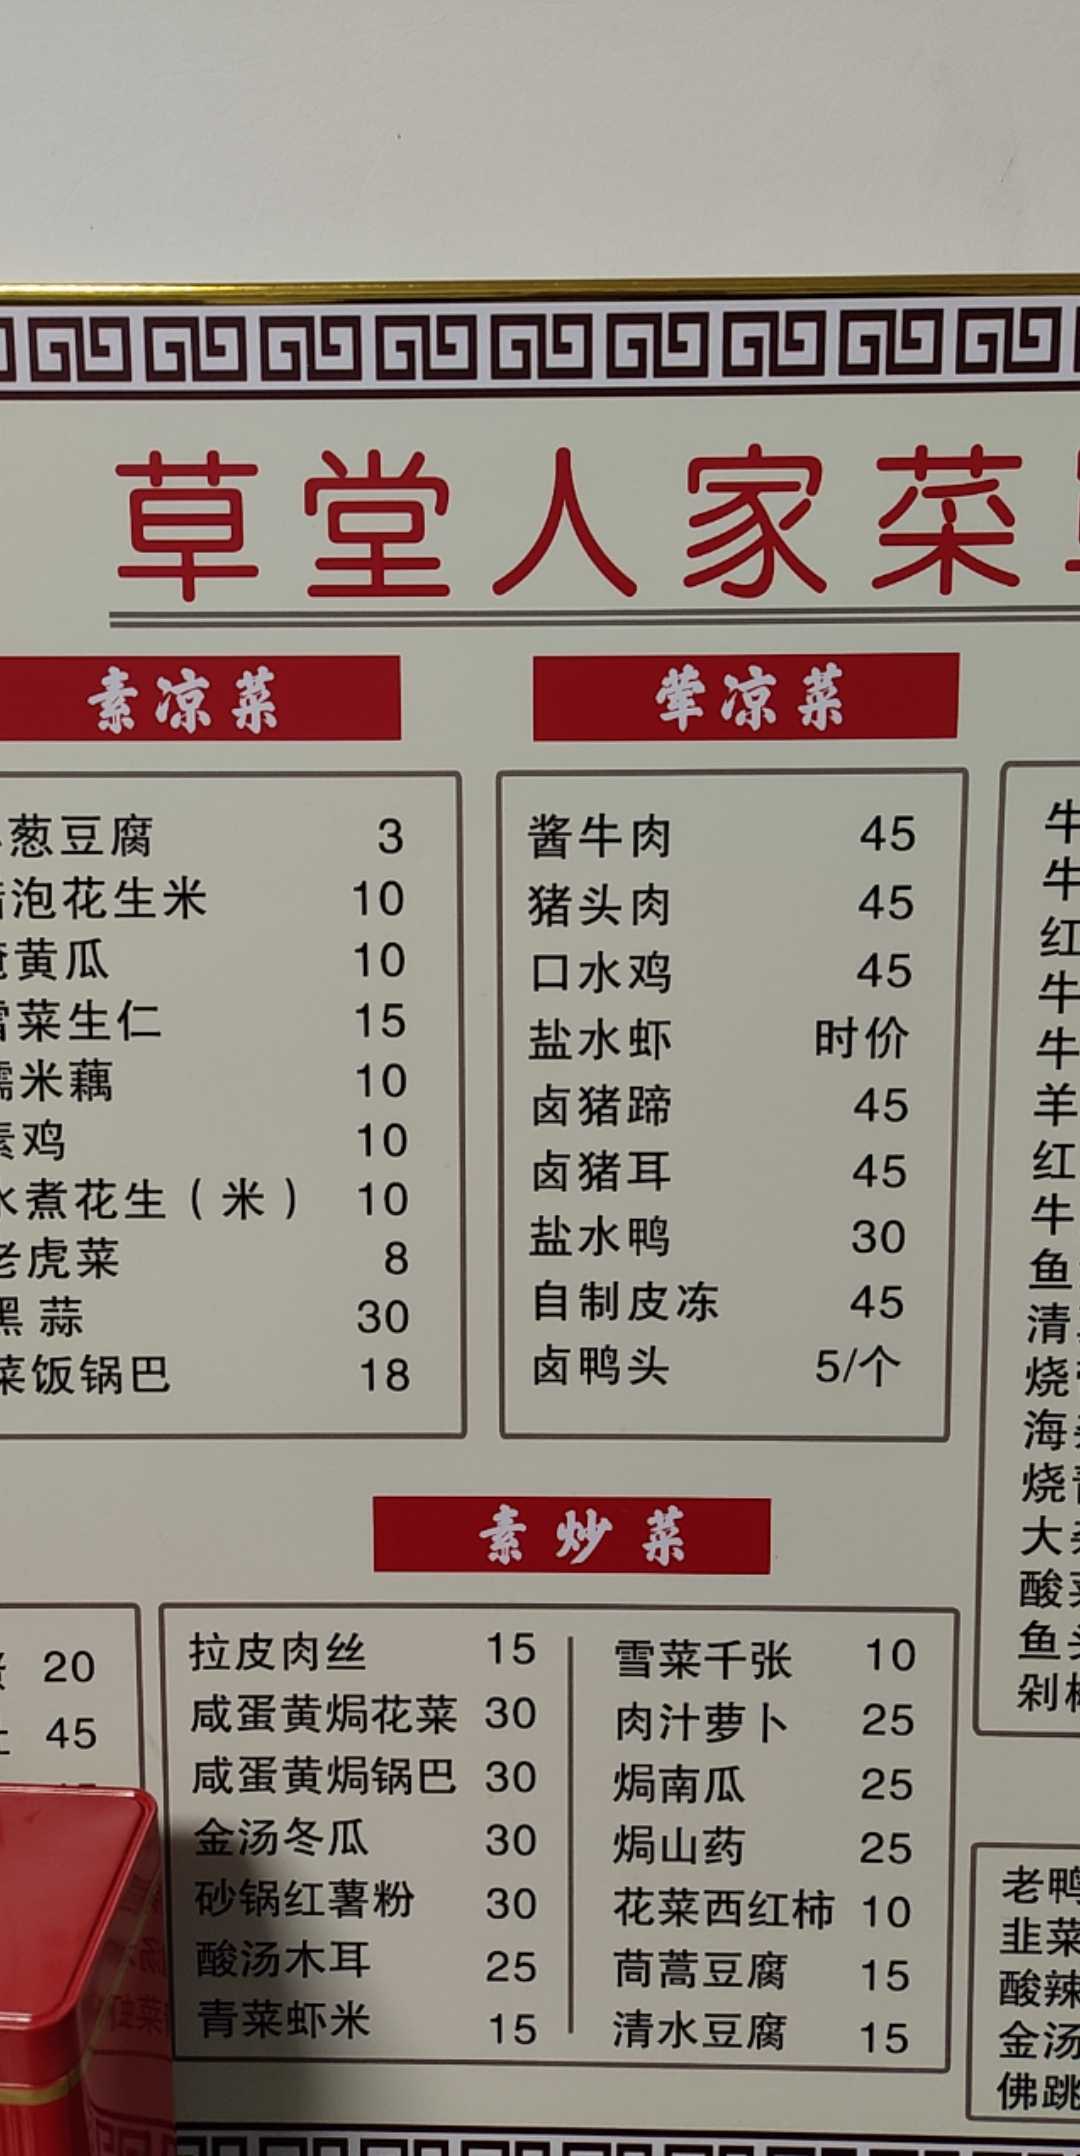 草堂人家菜
素凉菜
葱豆腐 3
泡花生米 10
黄瓜 10
菜生仁 15
米藕 10
素鸡 10
水煮花生（米） 10
老虎菜 8
黑蒜 30
菜饭锅巴 18
荤凉菜
酱牛肉 45
猪头肉 45
口水鸡 45
盐水虾 时价
卤猪蹄 45
卤猪耳 45
盐水鸭 30
自制皮冻 45
卤鸭头 5/个
素炒菜
拉皮肉丝 15
咸蛋黄焗花菜 30
咸蛋黄焗锅巴 30
金汤冬瓜 30
砂锅红薯粉 30
酸汤木耳 25
青菜虾米 15
雪菜千张 10
肉汁萝卜 25
焗南瓜 25
焗山药 25
花菜西红柿 10
茼蒿豆腐 15
清水豆腐 15
20
45
牛
牛
红
牛
牛
羊
红
牛
鱼
清
烧
海
烧
大
酸菜
鱼头
剁椒
老鸭
韭菜
酸辣
金汤
佛跳